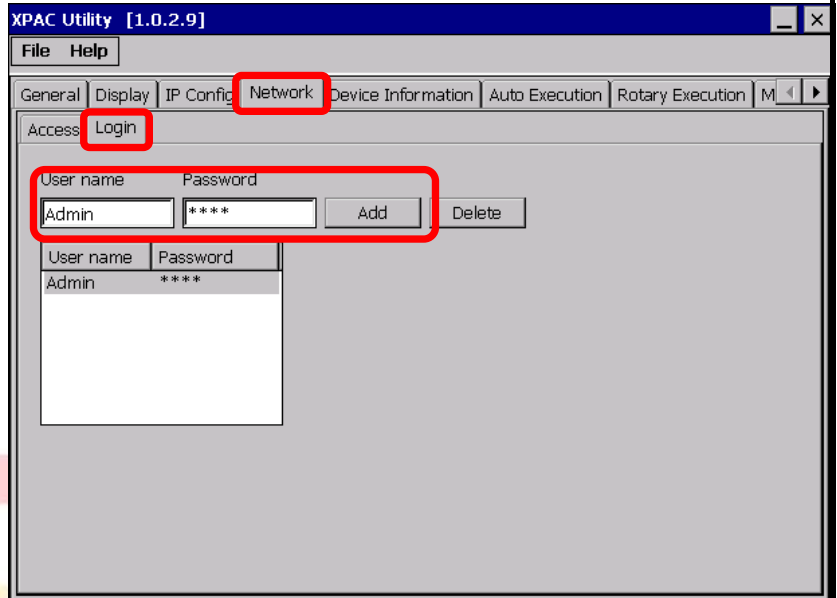 XPAC Utility [1.0.2.9]
File Help
General Display IP Config Network Device Information Auto Execution Rotary Execution M
Access Login
User name Password
Admin **** Add Delete
User name Password
Admin ****